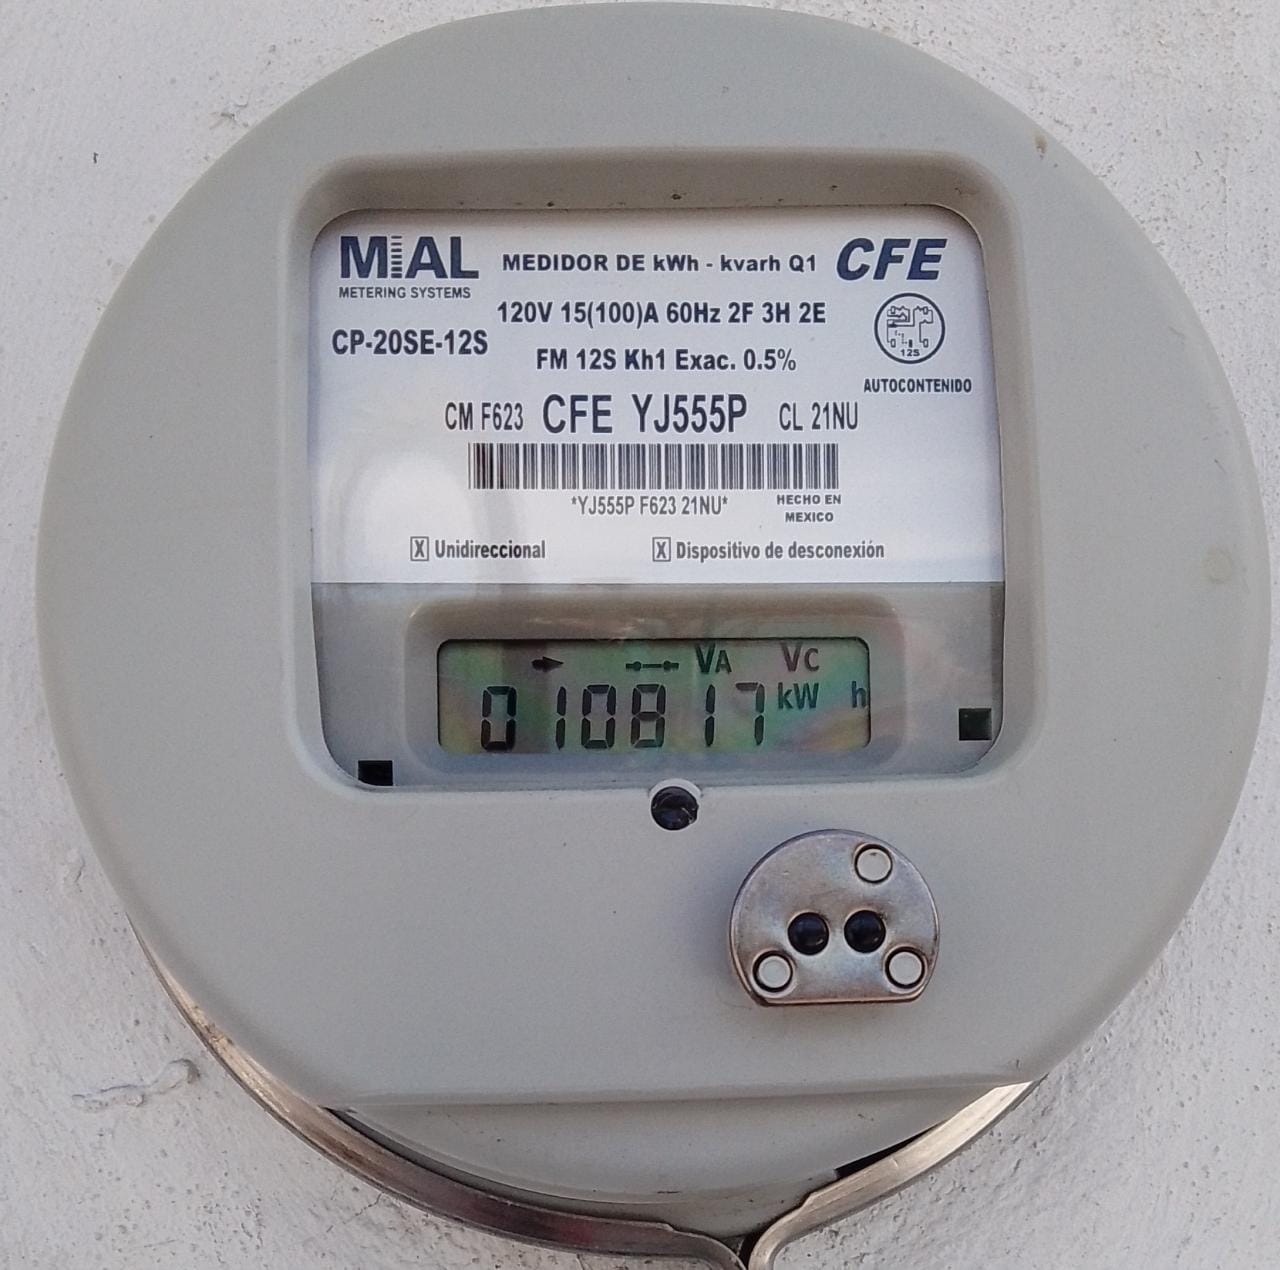 MIAL MEDIDOR DE kWh - kvarh Q1 CFE
METERING SYSTEMS
120V 15(100)A 60Hz 2F 3H 2E
CP-20SE-12S
FM 12S Kh1 Exac. 0.5%
12S
AUTOCONTENIDO
CM F623 CFE YJ555P CL 21NU
*YJ555P F623 21NU*
HECHO EN
MEXICO
X Unidireccional X Dispositivo de desconexión
VA VC
010817 kW h